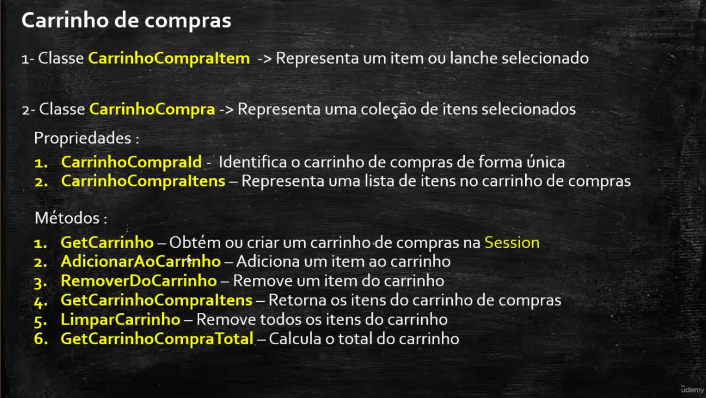 Carrinho de compras
1- Classe CarrinhoCompraItem -> Representa um item ou lanche selecionado
2- Classe CarrinhoCompra -> Representa uma coleção de itens selecionados
Propriedades :
1. CarrinhoCompraId - Identifica o carrinho de compras de forma única
2. CarrinhoCompraItens – Representa uma lista de itens no carrinho de compras
Métodos :
1. GetCarrinho – Obtém ou criar um carrinho de compras na Session
2. AdicionarAoCarrinho – Adiciona um item ao carrinho
3. RemoverDoCarrinho – Remove um item do carrinho
4. GetCarrinhoCompraItens – Retorna os itens do carrinho de compras
5. LimparCarrinho – Remove todos os itens do carrinho
6. GetCarrinhoCompraTotal – Calcula o total do carrinho
udemy